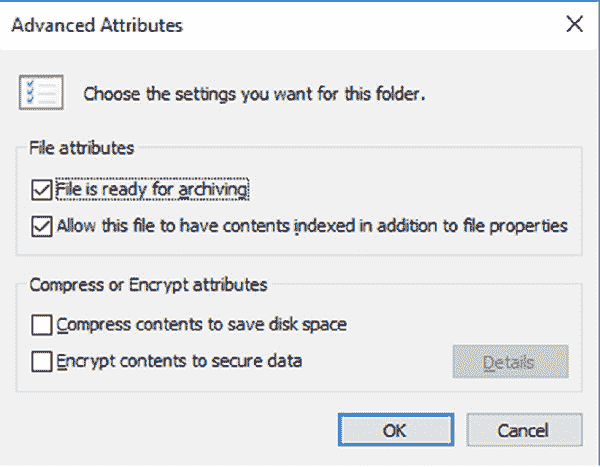 Advanced Attributes
Choose the settings you want for this folder.
File attributes
File is ready for archiving
Allow this file to have contents indexed in addition to file properties
Compress or Encrypt attributes
Compress contents to save disk space
Encrypt contents to secure data
Details
OK
Cancel